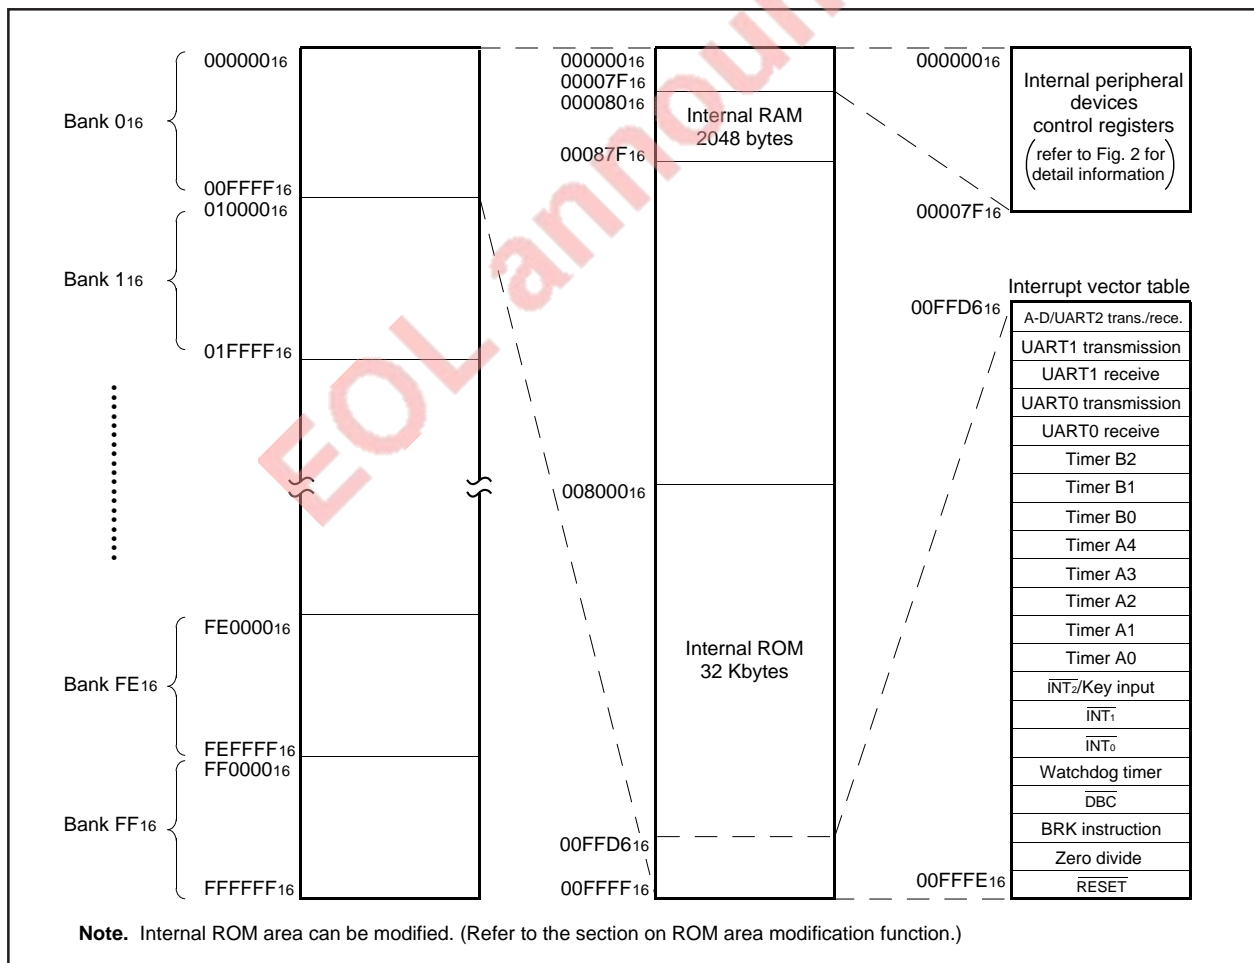 EOL announ
000000₁₆
Bank 0₁₆
00FFFF₁₆
010000₁₆
Bank 1₁₆
01FFFF₁₆
FE0000₁₆
Bank FE₁₆
FEFFFF₁₆
FF0000₁₆
Bank FF₁₆
FFFFFF₁₆
000000₁₆
00007F₁₆
000080₁₆
Internal RAM
2048 bytes
00087F₁₆
008000₁₆
Internal ROM
32 Kbytes
00FFD6₁₆
00FFFF₁₆
000000₁₆
Internal peripheral
devices
control registers
(refer to Fig. 2 for
detail information)
00007F₁₆
Interrupt vector table
00FFD6₁₆
A-D/UART2 trans./rece.
UART1 transmission
UART1 receive
UART0 transmission
UART0 receive
Timer B2
Timer B1
Timer B0
Timer A4
Timer A3
Timer A2
Timer A1
Timer A0
INT₂/Key input
INT₁
INT₀
Watchdog timer
DBC
BRK instruction
Zero divide
00FFFE₁₆
RESET
Note. Internal ROM area can be modified. (Refer to the section on ROM area modification function.)